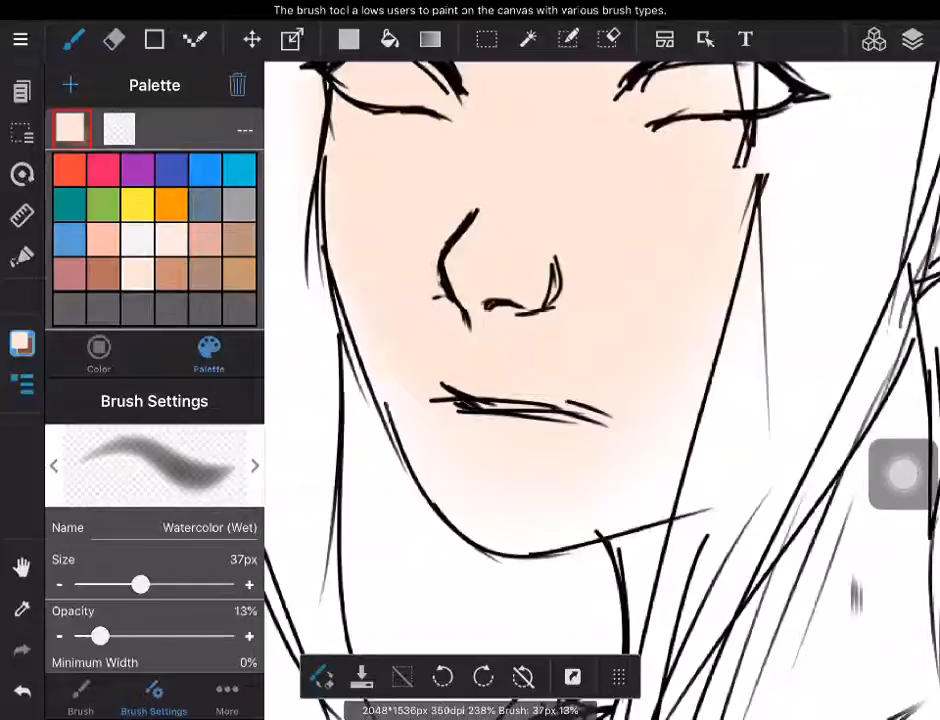 The brush tool a lows users to paint on the canvas with various brush types.
T
Palette
---
Color
Palette
Brush Settings
Name
Watercolor (Wet)
Size
37px
-
+
Opacity
13%
-
+
Minimum Width
0%
Brush
Brush Settings
More
2048*1536px 350dpi 238% Brush: 37px 13%